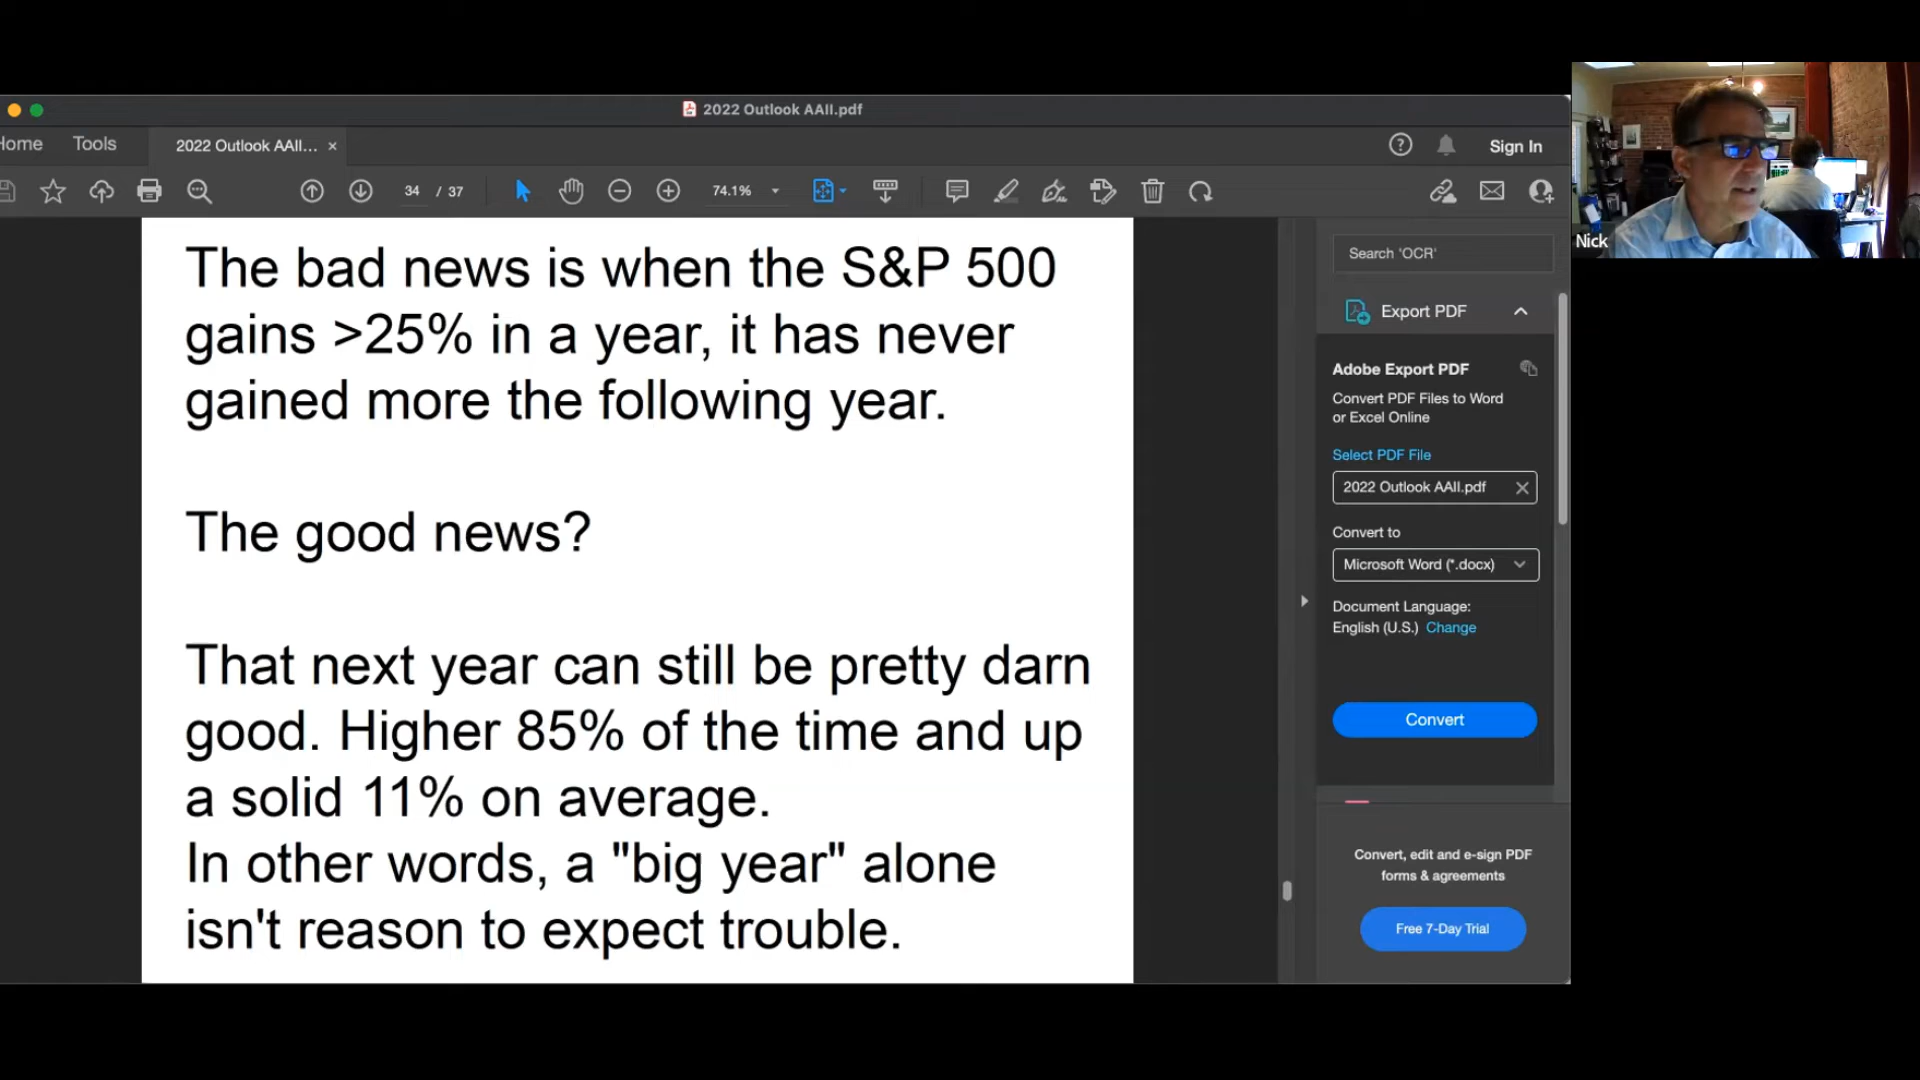 2022 Outlook AAII.pdf
Home
Tools
2022 Outlook AAII... ×
Sign In
34 / 37
74.1%
Nick
The bad news is when the S&P 500
gains >25% in a year, it has never
gained more the following year.
The good news?
That next year can still be pretty darn
good. Higher 85% of the time and up
a solid 11% on average.
In other words, a "big year" alone
isn't reason to expect trouble.
Search 'OCR'
Export PDF
Adobe Export PDF
Convert PDF Files to Word
or Excel Online
Select PDF File
2022 Outlook AAII.pdf
Convert to
Microsoft Word (*.docx)
Document Language:
English (U.S.) Change
Convert
Convert, edit and e-sign PDF
forms & agreements
Free 7-Day Trial